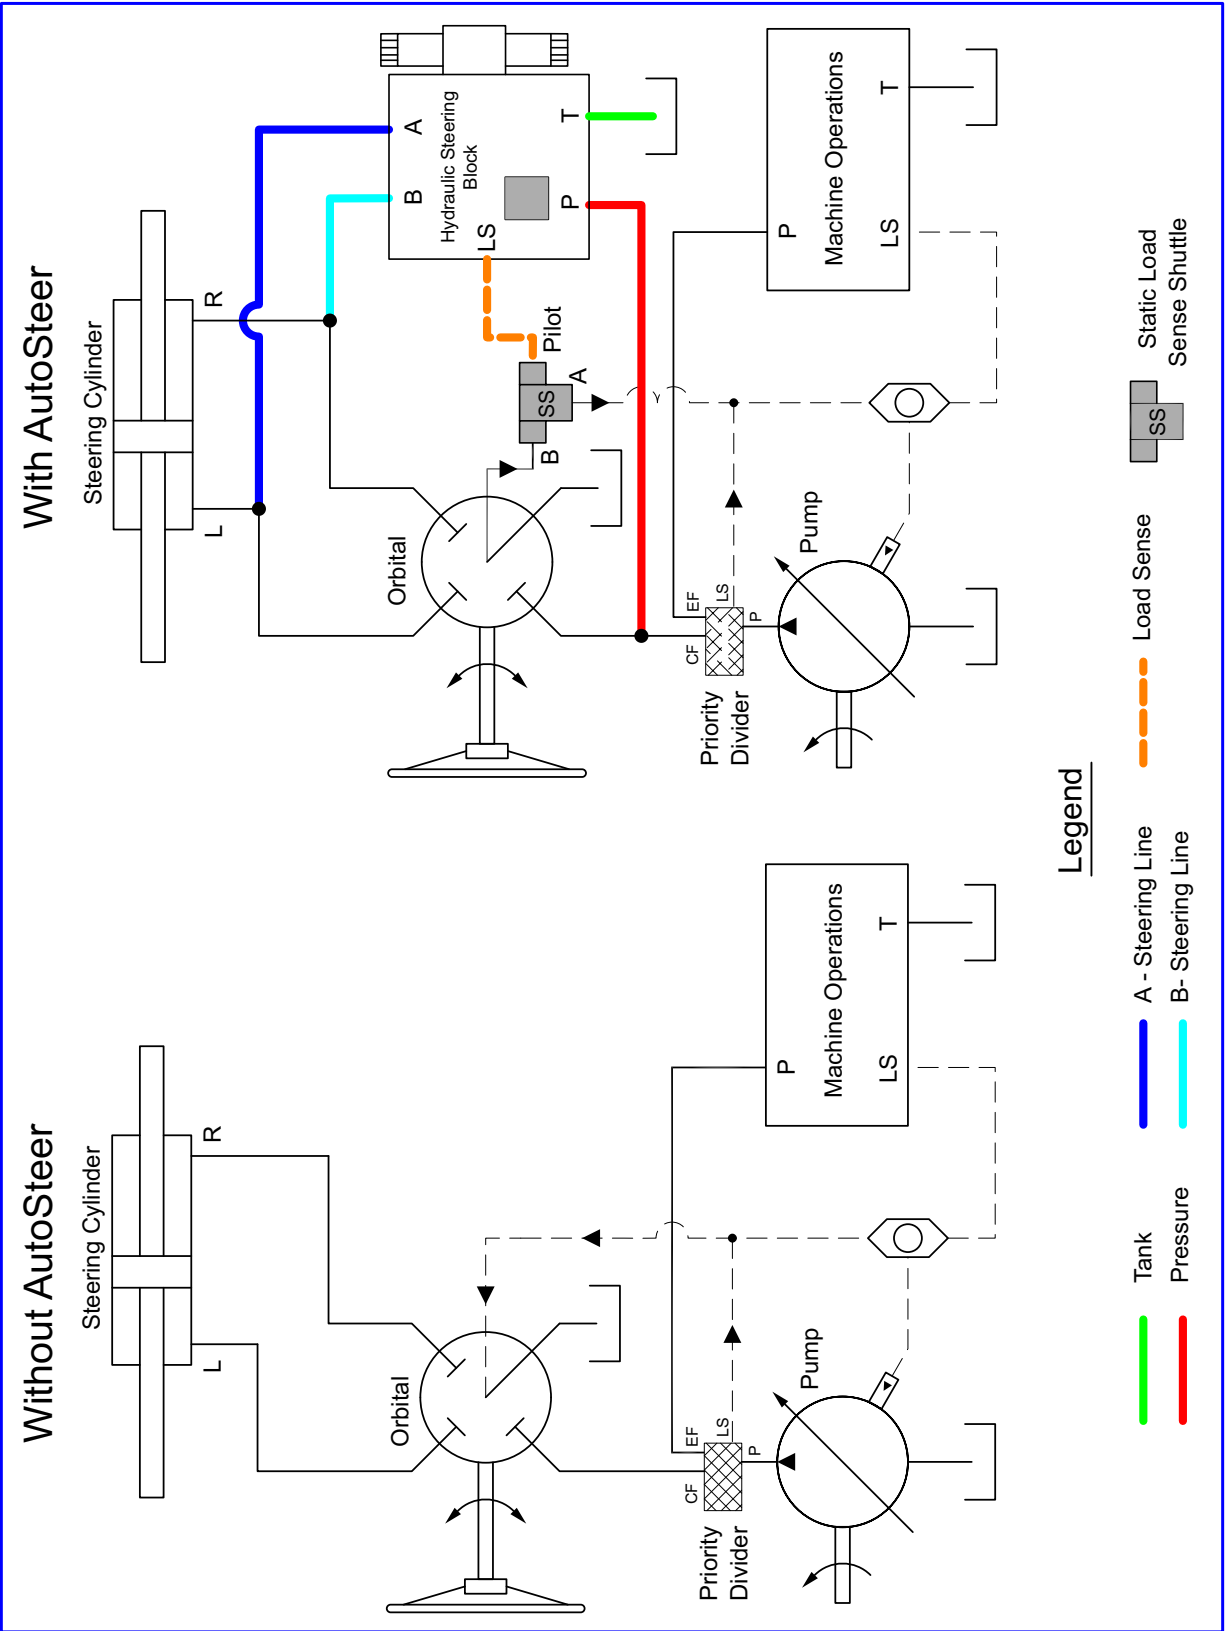 Without AutoSteer
Steering Cylinder
L
R
Orbital
Priority
Divider
CF
EF
LS
P
Pump
P
Machine Operations
LS
T
With AutoSteer
Steering Cylinder
L
R
Orbital
B
SS
A
Pilot
LS
B
A
Hydraulic Steering
Block
P
T
Priority
Divider
CF
EF
LS
P
Pump
P
Machine Operations
LS
T
Legend
Tank
Pressure
A - Steering Line
B- Steering Line
Load Sense
SS
Static Load
Sense Shuttle